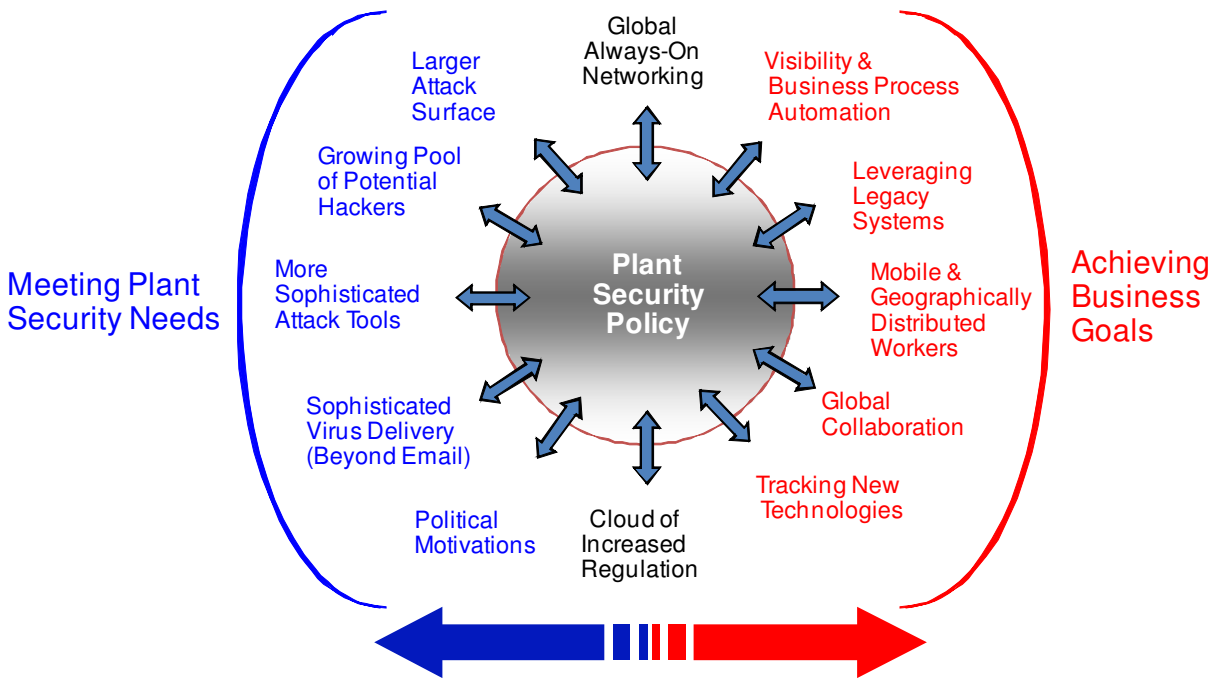 Global
Always-On
Networking
Larger
Attack
Surface
Visibility &
Business Process
Automation
Growing Pool
of Potential
Hackers
Leveraging
Legacy
Systems
Meeting Plant
Security Needs
More
Sophisticated
Attack Tools
Plant
Security
Policy
Mobile &
Geographically
Distributed
Workers
Achieving
Business
Goals
Sophisticated
Virus Delivery
(Beyond Email)
Global
Collaboration
Political
Motivations
Cloud of
Increased
Regulation
Tracking New
Technologies